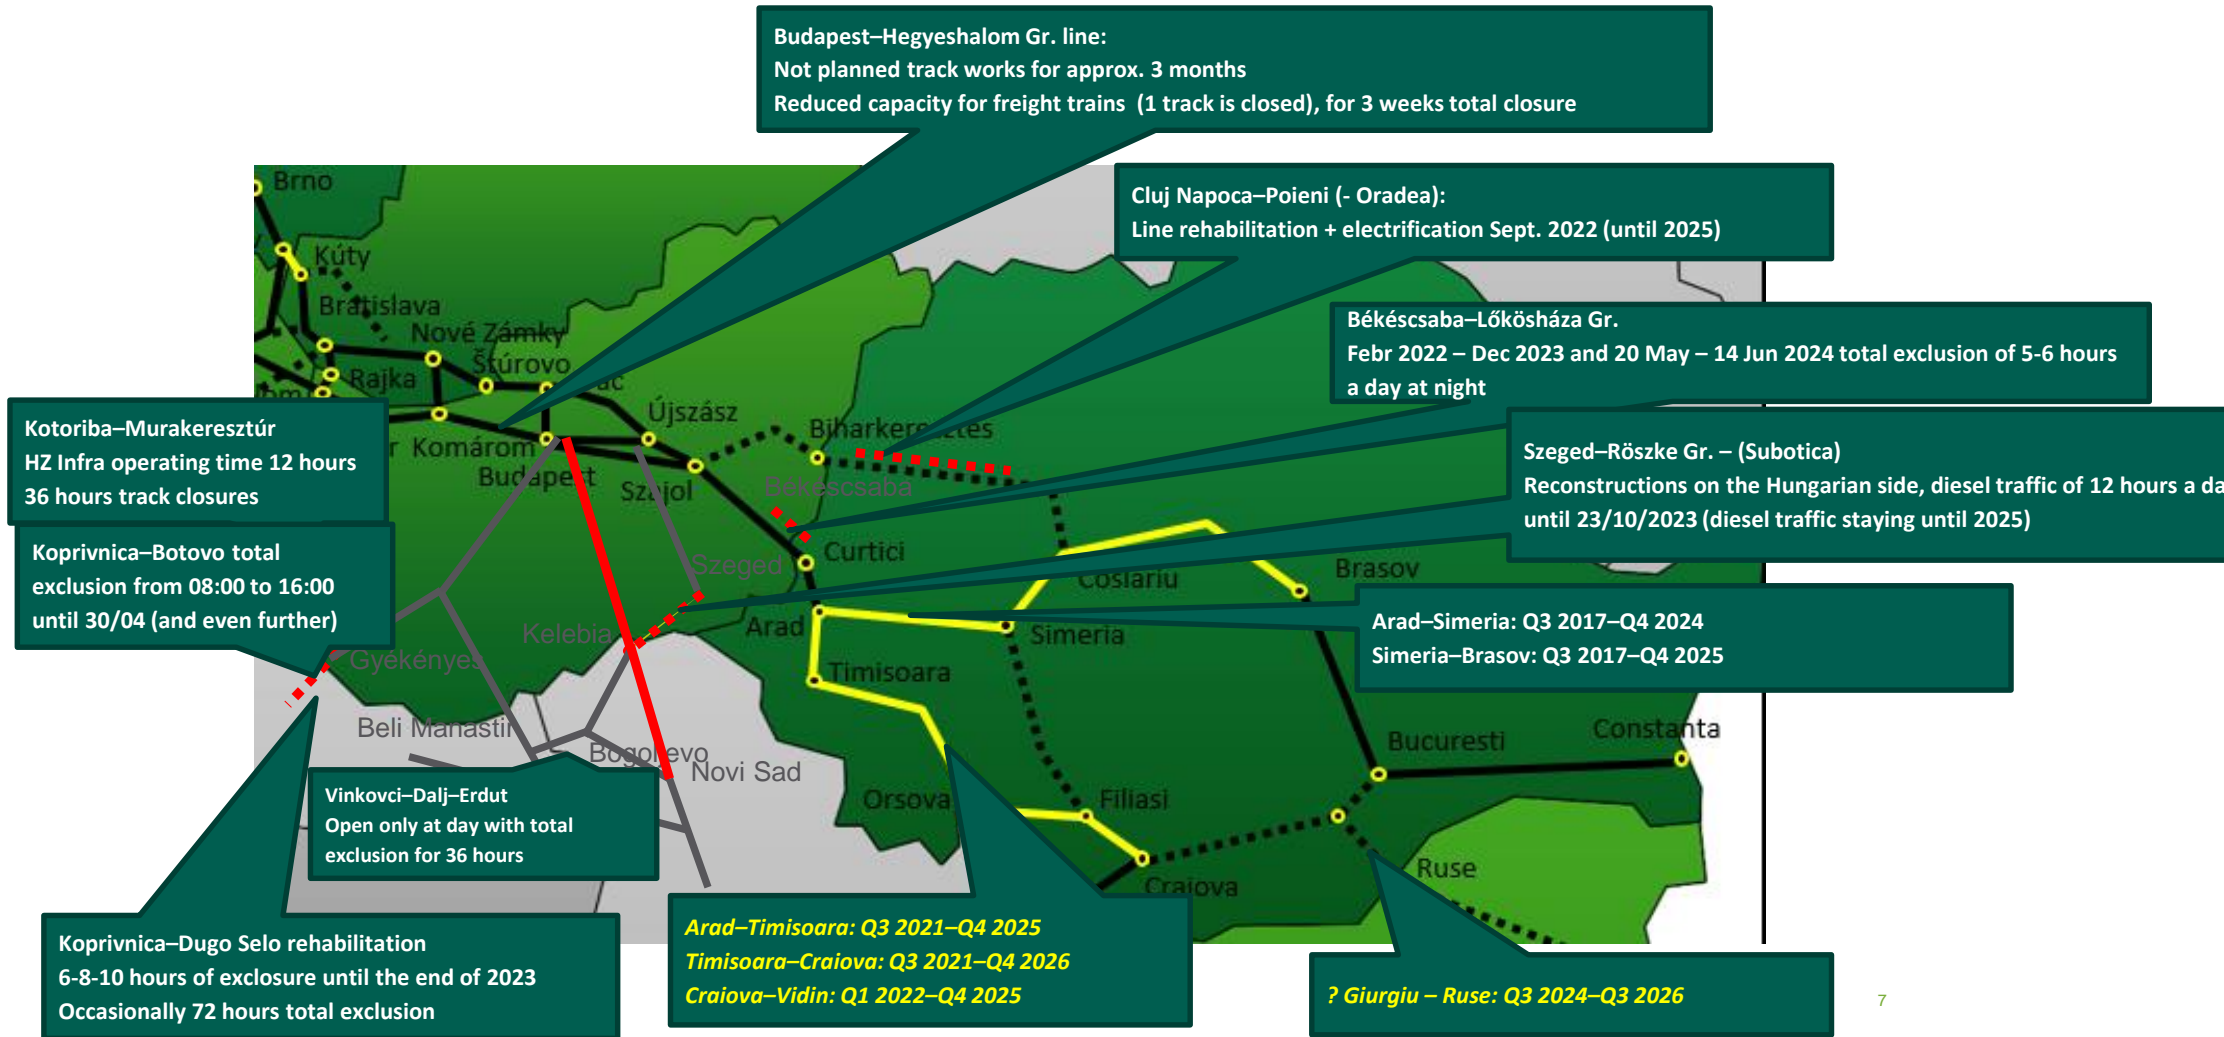 Budapest–Hegyeshalom Gr. line:
Not planned track works for approx. 3 months
Reduced capacity for freight trains (1 track is closed), for 3 weeks total closure
Cluj Napoca–Poieni (- Oradea):
Line rehabilitation + electrification Sept. 2022 (until 2025)
Békéscsaba–Lőkösháza Gr.
Febr 2022 – Dec 2023 and 20 May – 14 Jun 2024 total exclusion of 5-6 hours
a day at night
Szeged–Röszke Gr. – (Subotica)
Reconstructions on the Hungarian side, diesel traffic of 12 hours a da
until 23/10/2023 (diesel traffic staying until 2025)
Kotoriba–Murakeresztúr
HZ Infra operating time 12 hours
36 hours track closures
Koprivnica–Botovo total
exclusion from 08:00 to 16:00
until 30/04 (and even further)
Arad–Simeria: Q3 2017–Q4 2024
Simeria–Brasov: Q3 2017–Q4 2025
Vinkovci–Dalj–Erdut
Open only at day with total
exclusion for 36 hours
Koprivnica–Dugo Selo rehabilitation
6-8-10 hours of exclosure until the end of 2023
Occasionally 72 hours total exclusion
Arad–Timisoara: Q3 2021–Q4 2025
Timisoara–Craiova: Q3 2021–Q4 2026
Craiova–Vidin: Q1 2022–Q4 2025
? Giurgiu – Ruse: Q3 2024–Q3 2026
Brno
Kúty
Bratislava
Nové Zámky
Štúrovo
Rajka
Újszász
Komárom
Budapest
Szajol
Biharkeresztes
Békéscsaba
Curtici
Szeged
Kelebia
Arad
Simeria
Coslariu
Brasov
Gyékényes
Timisoara
Beli Manastir
Bogojevo
Novi Sad
Orsova
Filiasi
Bucuresti
Constanta
Craiova
Ruse
7